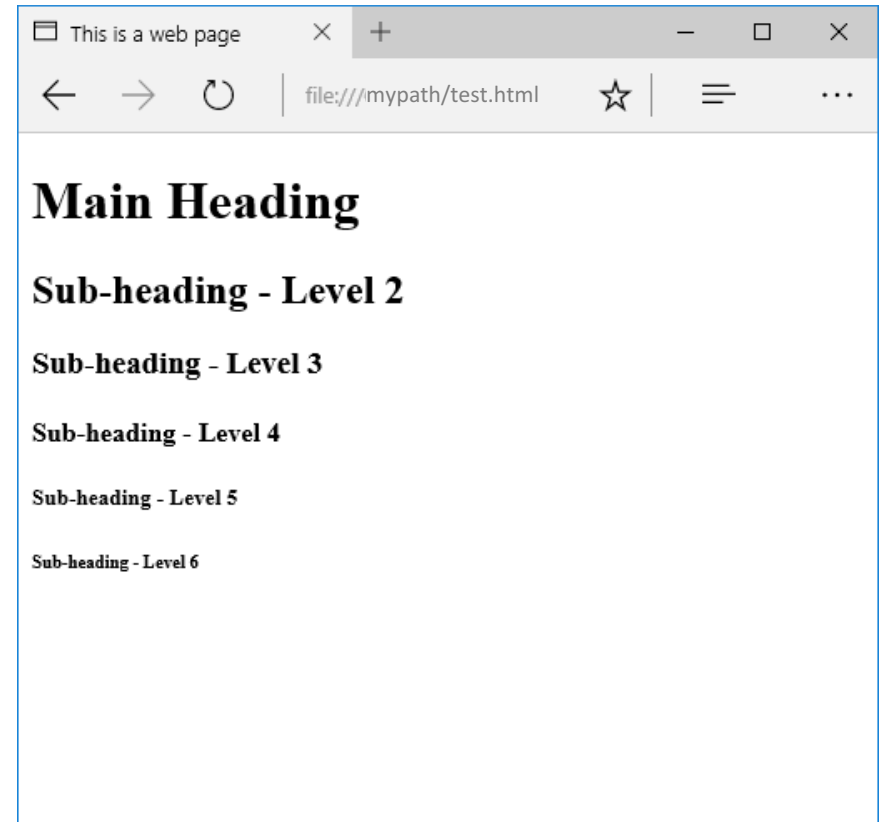 This is a web page
file:///mypath/test.html
Main Heading
Sub-heading - Level 2
Sub-heading - Level 3
Sub-heading - Level 4
Sub-heading - Level 5
Sub-heading - Level 6